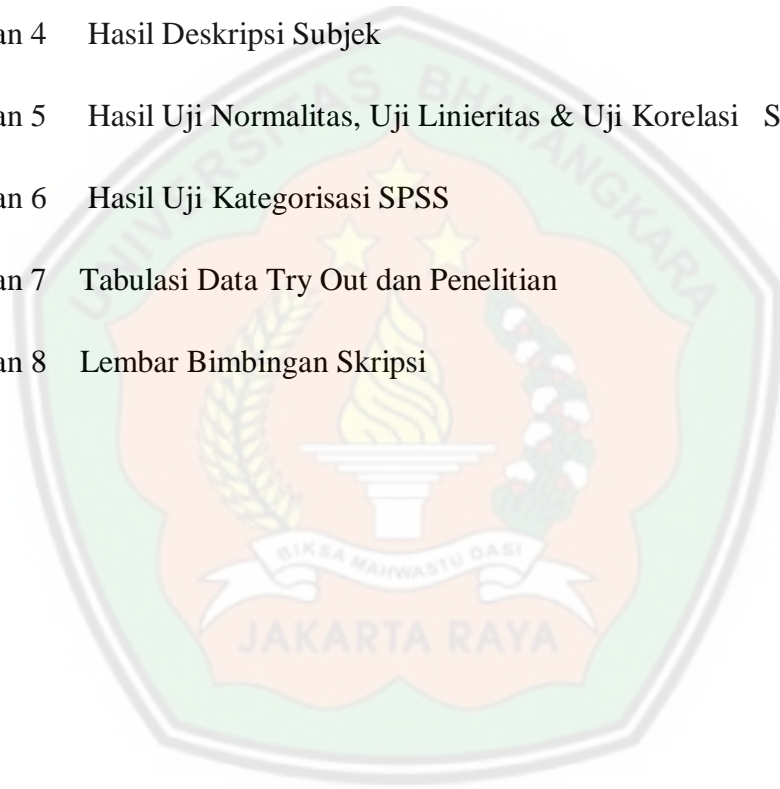 an 4 Hasil Deskripsi Subjek
an 5 Hasil Uji Normalitas, Uji Linieritas & Uji Korelasi S
an 6 Hasil Uji Kategorisasi SPSS
an 7 Tabulasi Data Try Out dan Penelitian
an 8 Lembar Bimbingan Skripsi
UNIVERSITAS BHAYANGKARA
BIKSA MAHWASTU DASI
JAKARTA RAYA